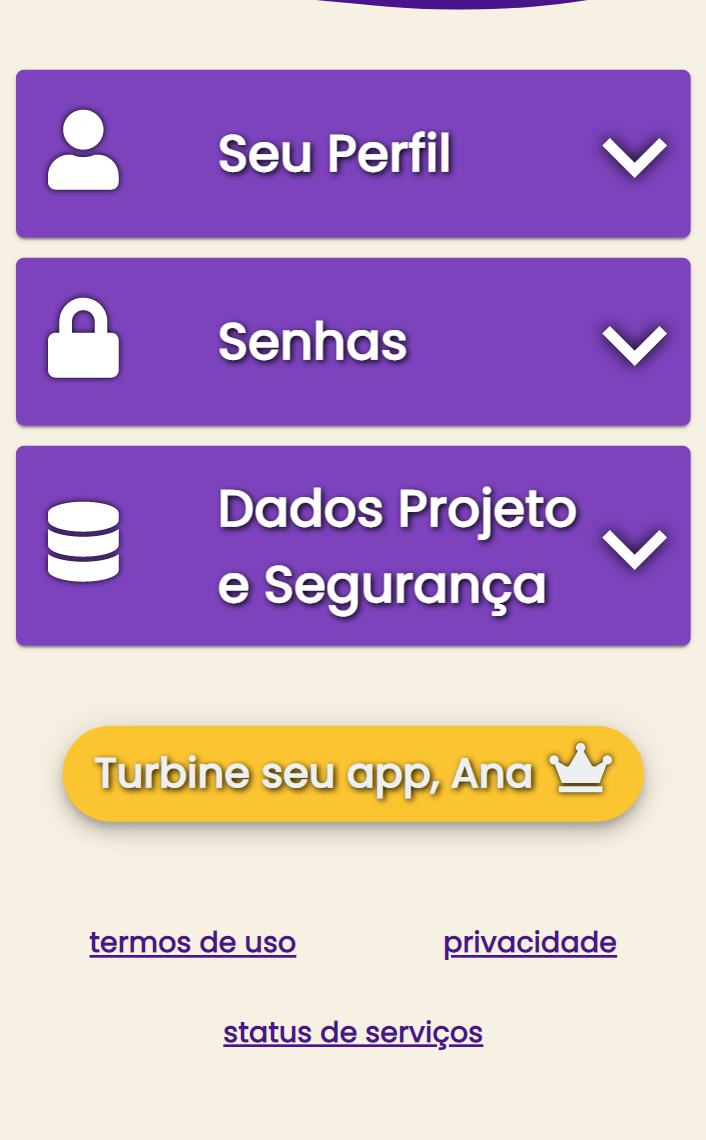 Seu Perfil
Senhas
Dados Projeto
e Segurança
Turbine seu app, Ana
termos de uso
privacidade
status de serviços